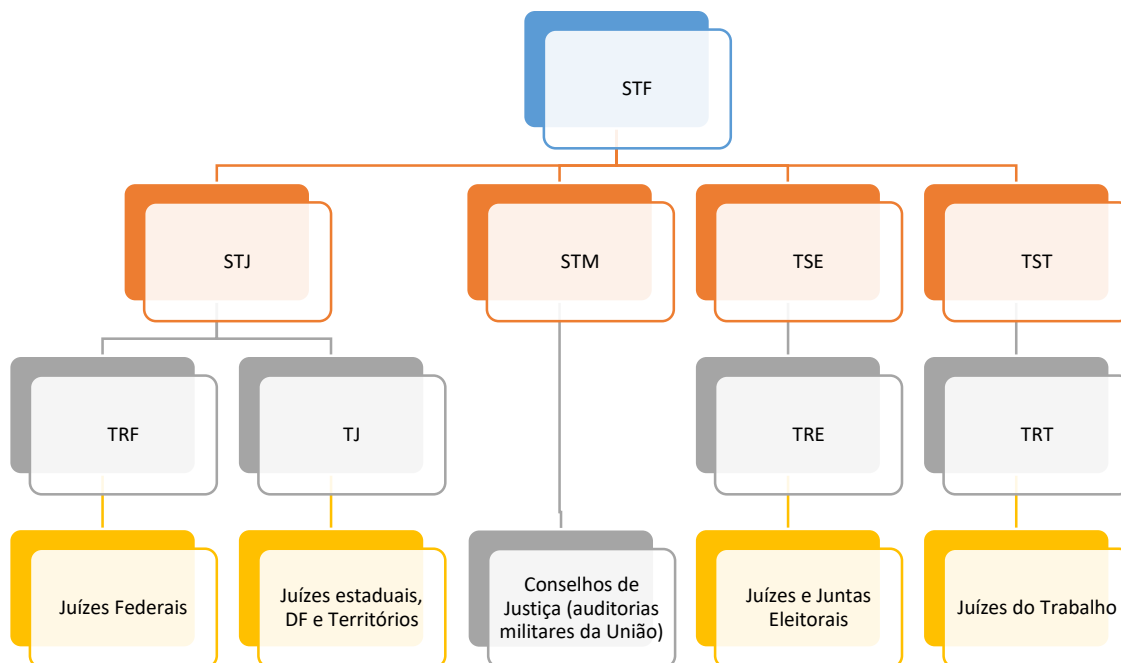 STF
STJ
STM
TSE
TST
TRF
TJ
TRE
TRT
Juízes Federais
Juízes estaduais,
DF e Territórios
Conselhos de
Justiça (auditorias
militares da União)
Juízes e Juntas
Eleitorais
Juízes do Trabalho